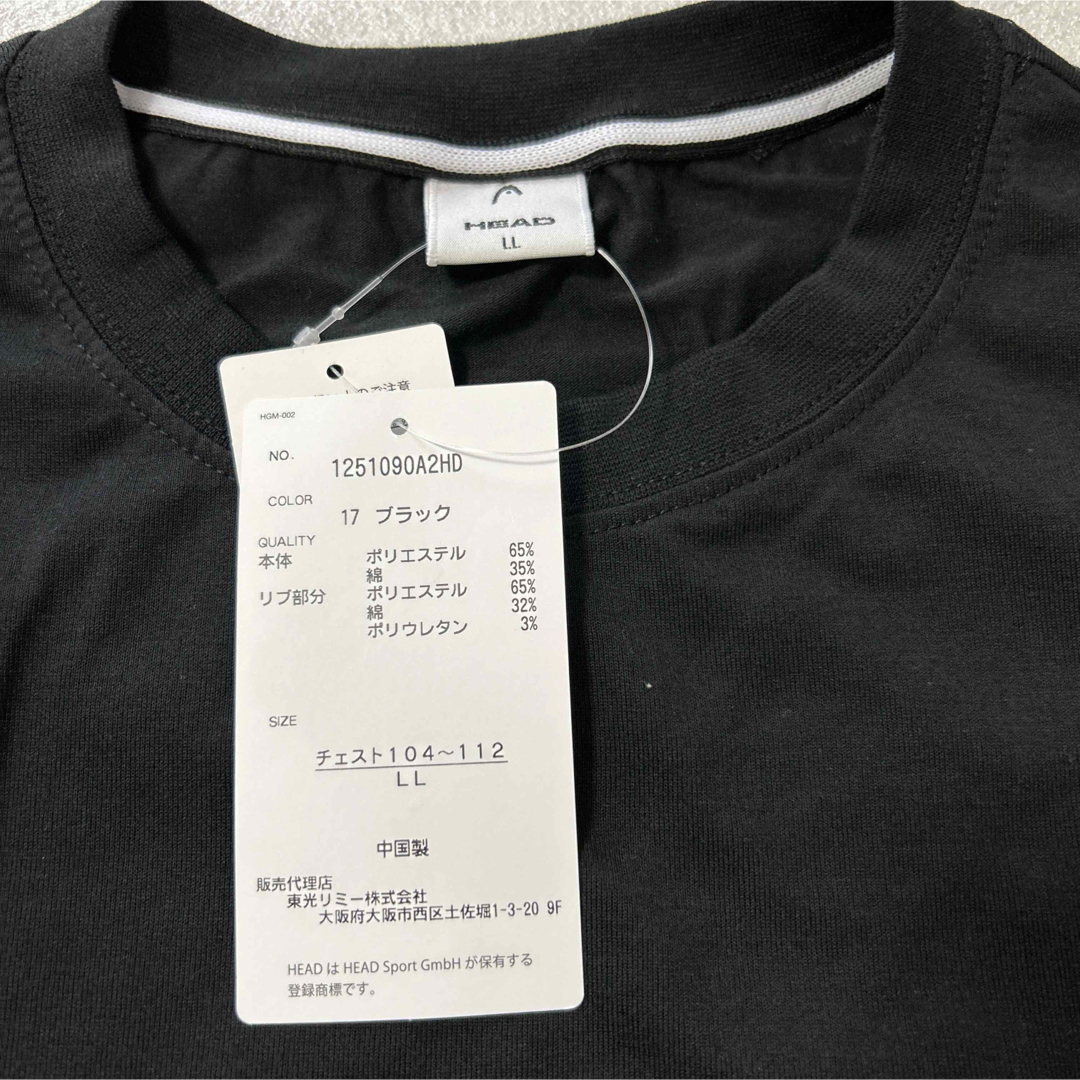 HEAD
LL
のご注意
HGM-002
NO. 1251090A2HD
COLOR 17 ブラック
QUALITY
本体 ポリエステル 65%
綿 35%
リブ部分 ポリエステル 65%
綿 32%
ポリウレタン 3%
SIZE
チェスト104~112
LL
中国製
販売代理店
東光リミー株式会社
大阪府大阪市西区土佐堀1-3-20 9F
HEAD は HEAD Sport GmbH が保有する
登録商標です。